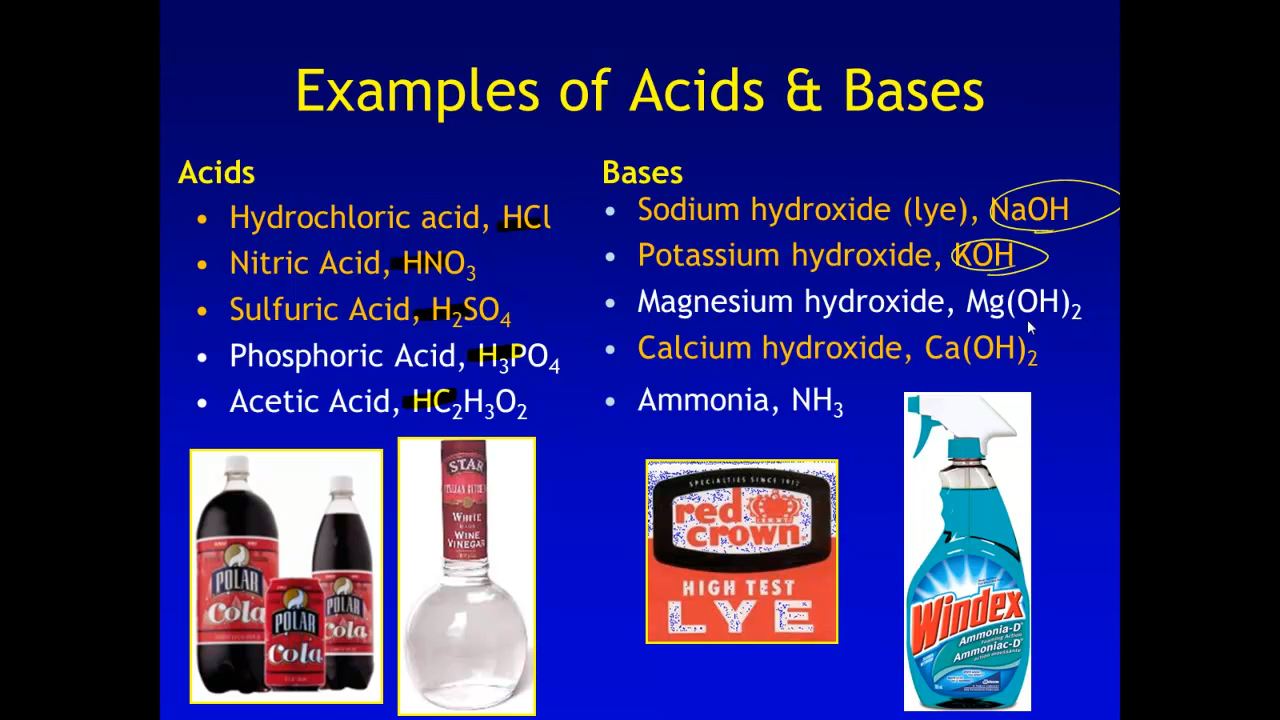 Examples of Acids & Bases
Acids
• Hydrochloric acid, HCl
• Nitric Acid, HNO₃
• Sulfuric Acid, H₂SO₄
• Phosphoric Acid, H₃PO₄
• Acetic Acid, HC₂H₃O₂
Bases
• Sodium hydroxide (lye), NaOH
• Potassium hydroxide, KOH
• Magnesium hydroxide, Mg(OH)₂
• Calcium hydroxide, Ca(OH)₂
• Ammonia, NH₃
POLAR
Cola
POLAR
Cola
POLAR
Cola
STAR
WHITE
WINE
VINEGAR
SPECIALTIES SINCE
red
crown
HIGH TEST
LYE
Windex
Ammonia-D
Ammoniac-D